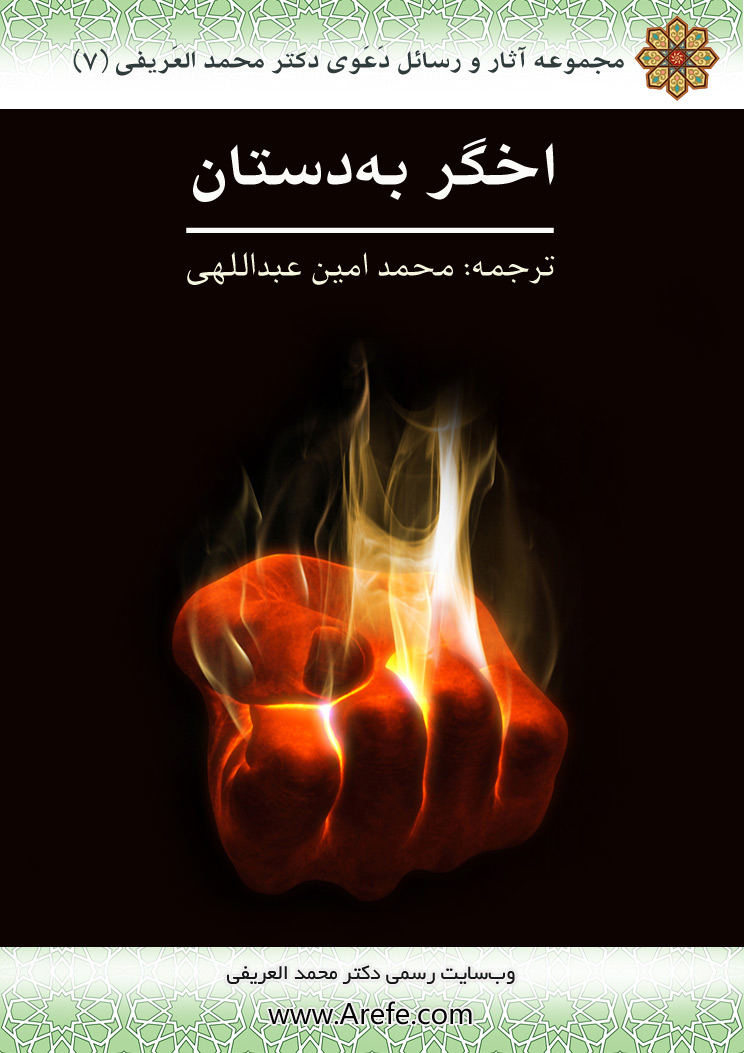 مجموعه آثار و رسائل دَعَوی دکتر محمد العَریفی (۷)
اخگر به‌دستان
ترجمه: محمد امین عبداللهی
وب‌سایت رسمی دکتر محمد العریفی
www.Arefe.com